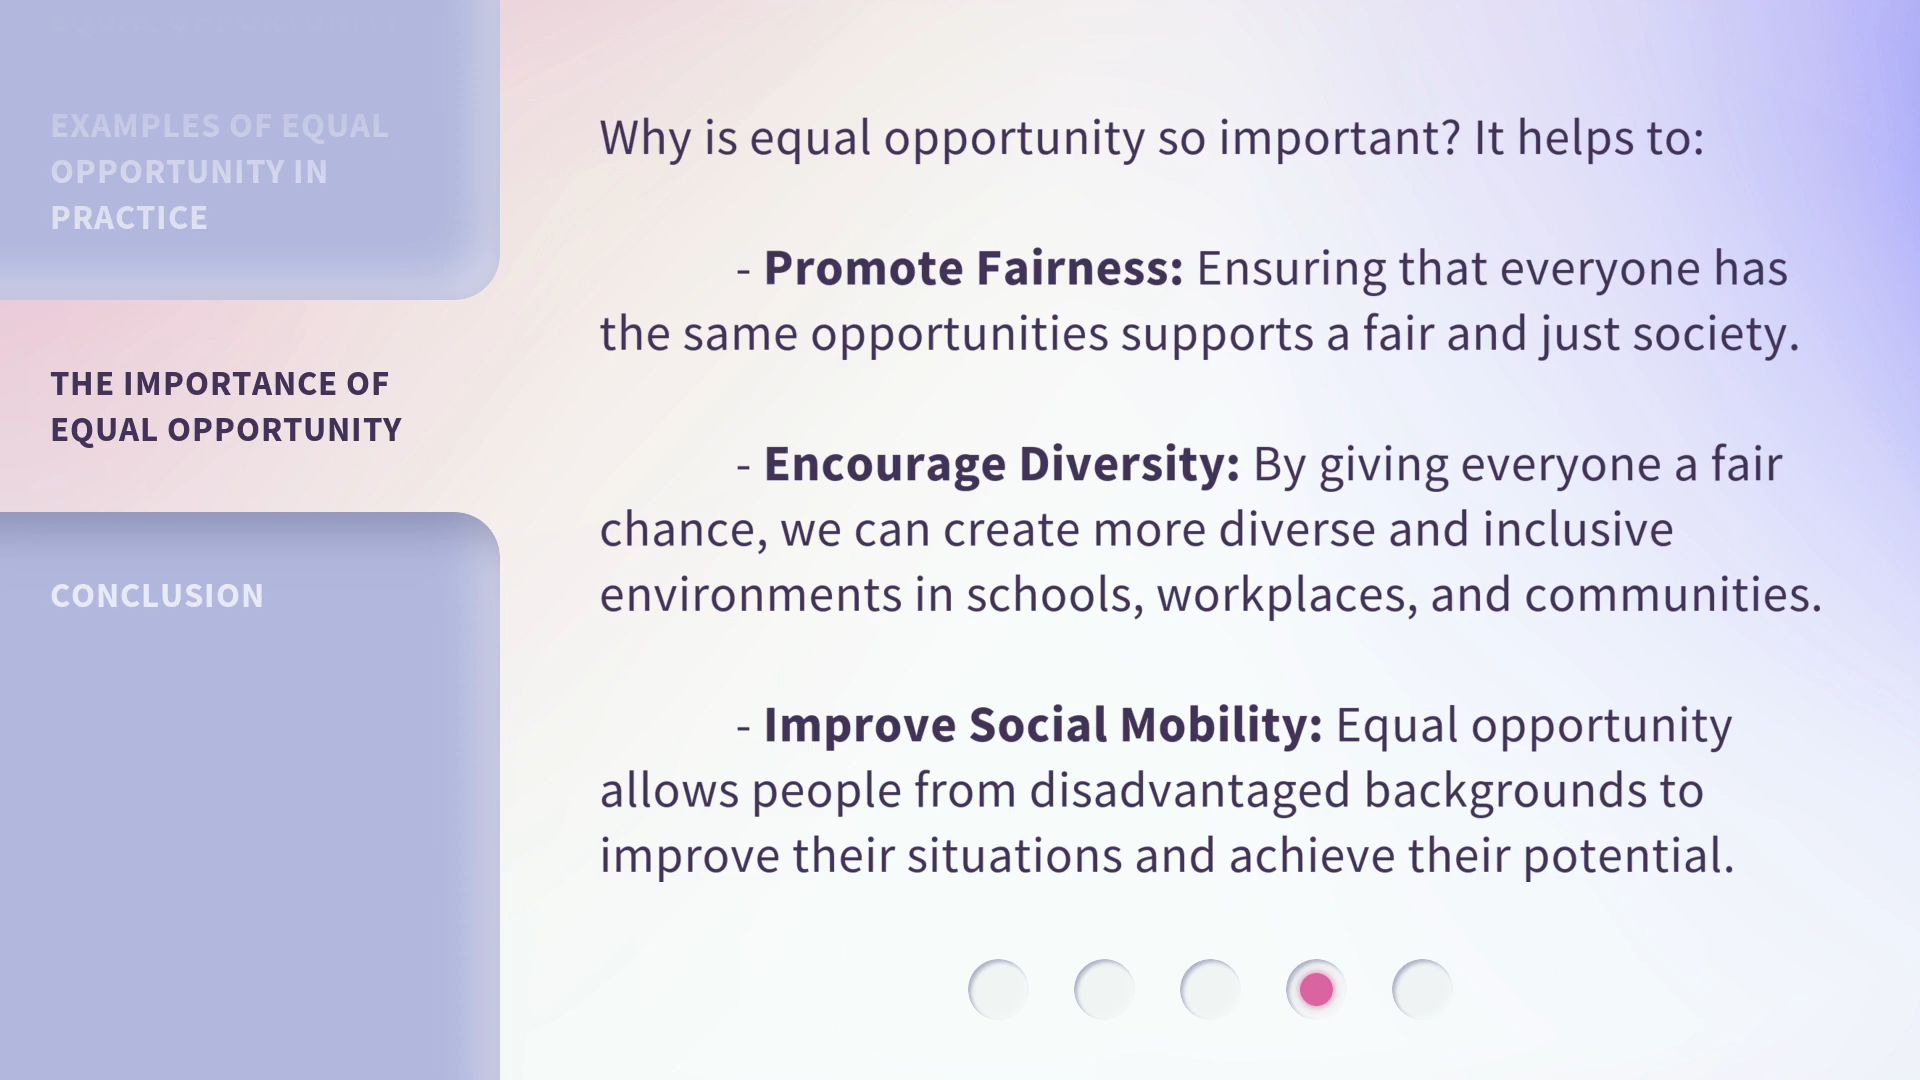 EXAMPLES OF EQUAL
OPPORTUNITY IN
PRACTICE
THE IMPORTANCE OF
EQUAL OPPORTUNITY
CONCLUSION
Why is equal opportunity so important? It helps to:
- Promote Fairness: Ensuring that everyone has
the same opportunities supports a fair and just society.
- Encourage Diversity: By giving everyone a fair
chance, we can create more diverse and inclusive
environments in schools, workplaces, and communities.
- Improve Social Mobility: Equal opportunity
allows people from disadvantaged backgrounds to
improve their situations and achieve their potential.